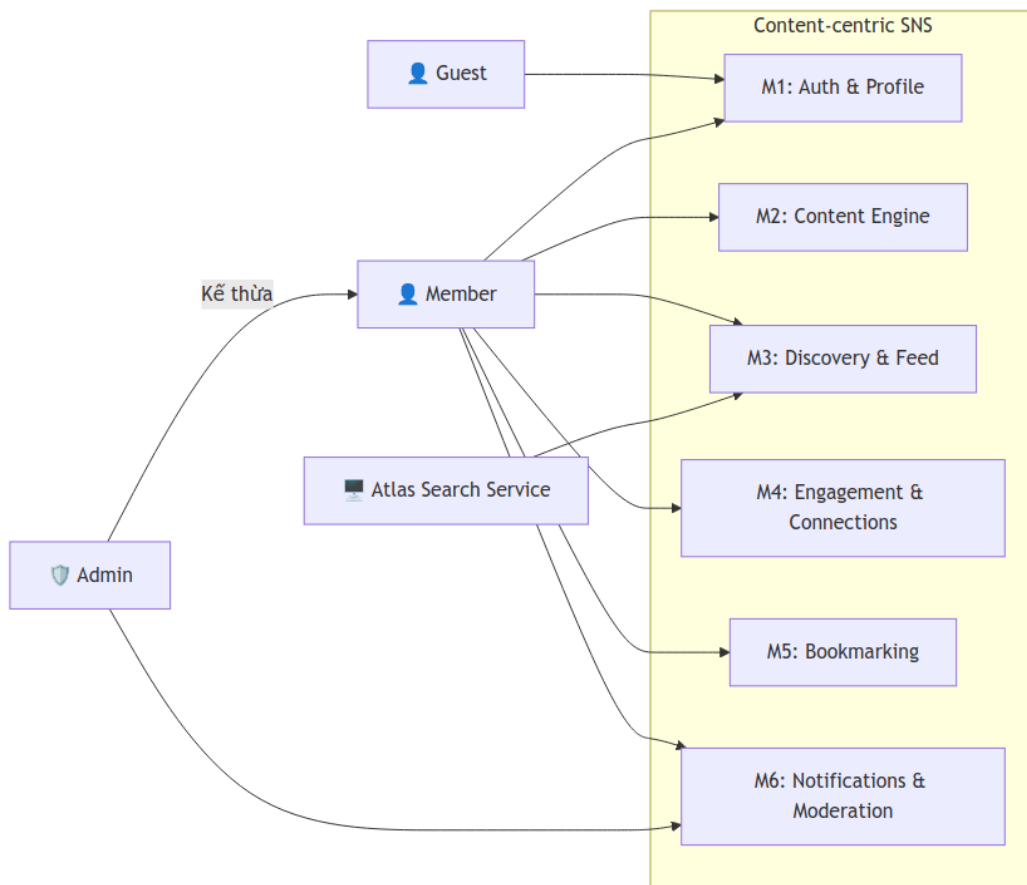 Content-centric SNS
👤 Guest
M1: Auth & Profile
M2: Content Engine
Kế thừa
👤 Member
M3: Discovery & Feed
🖥️ Atlas Search Service
M4: Engagement &
Connections
🛡️ Admin
M5: Bookmarking
M6: Notifications &
Moderation